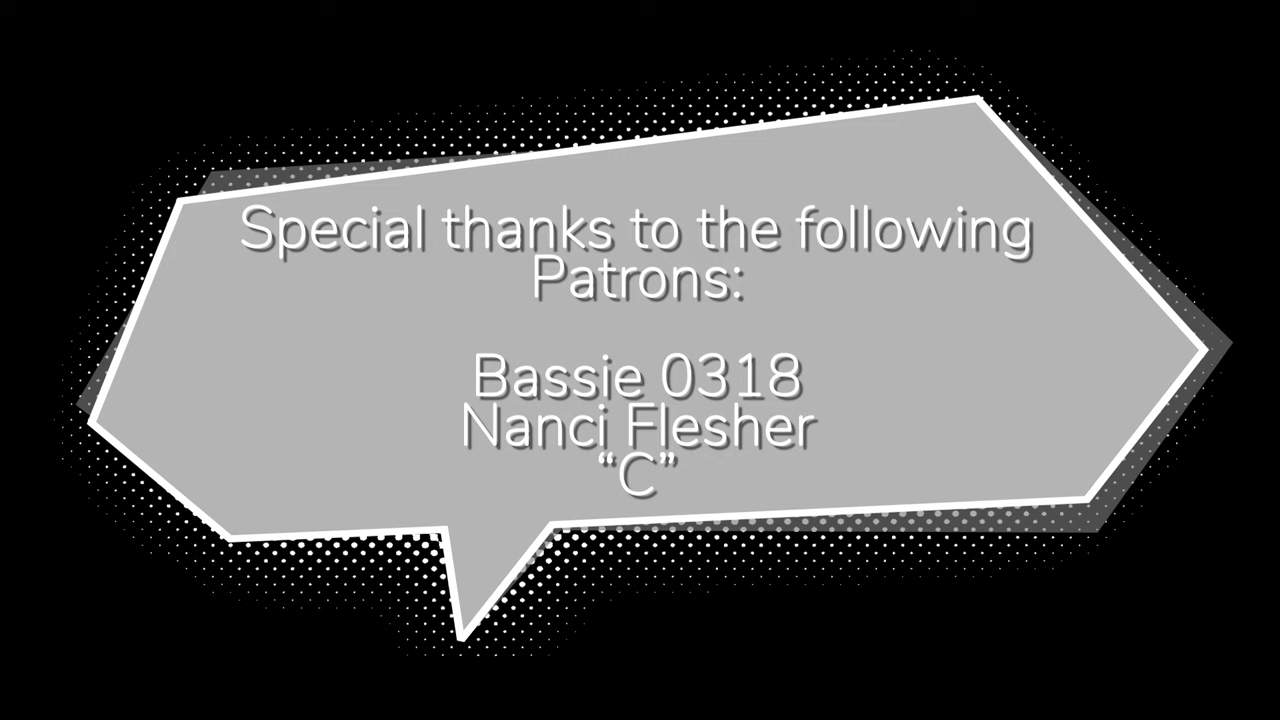 Special thanks to the following
Patrons:
Bassie 0318
Nanci Flesher
“C”